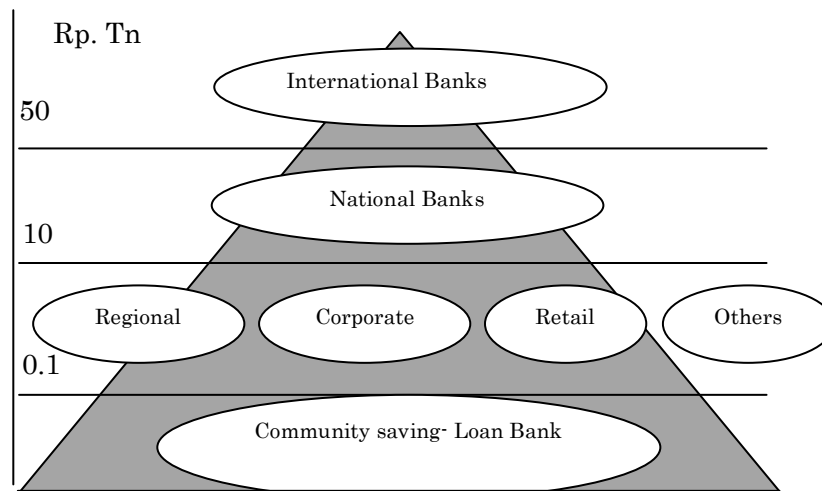 Rp. Tn
International Banks
50
National Banks
10
Regional Corporate Retail Others
0.1
Community saving- Loan Bank